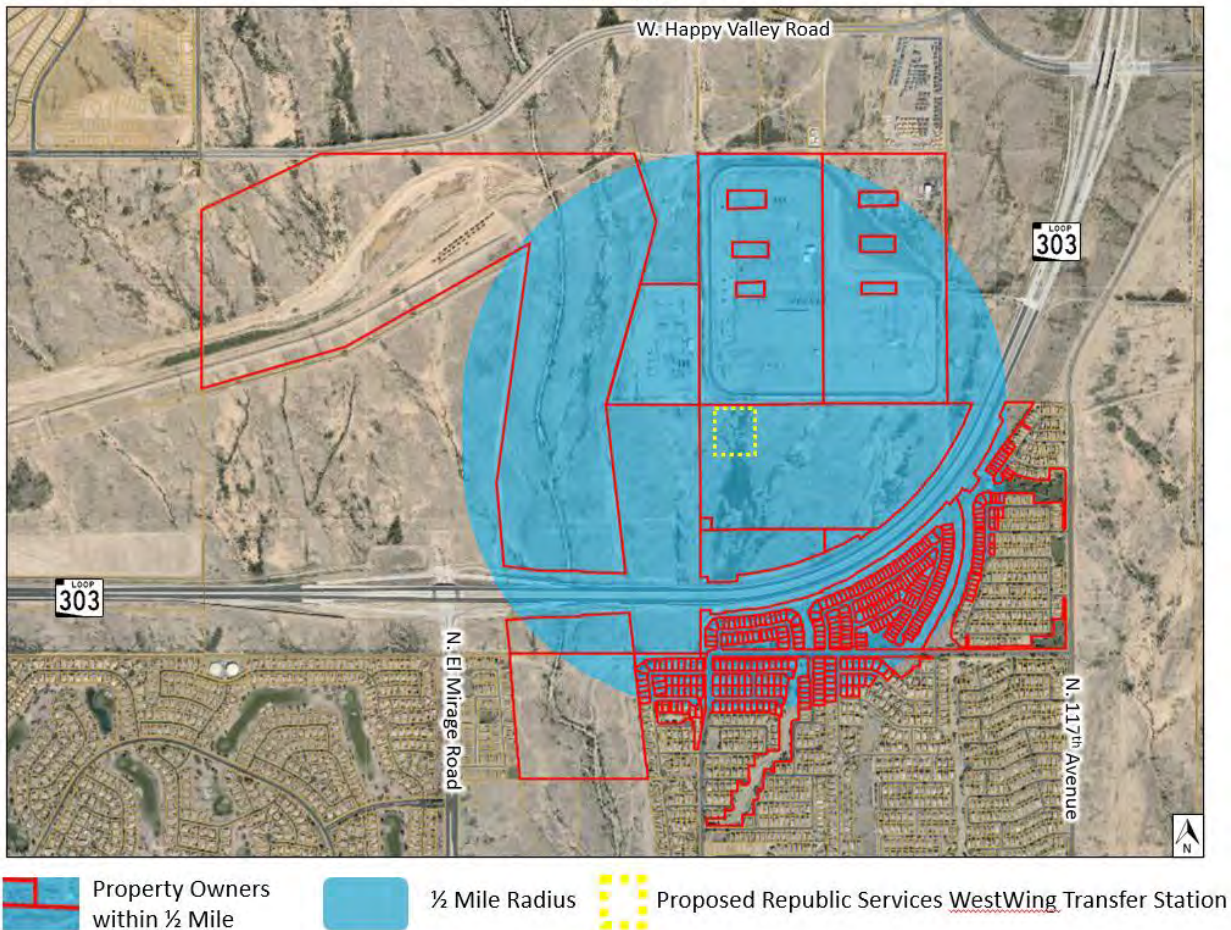 W. Happy Valley Road
LOOP
303
LOOP
303
N. El Mirage Road
N. 117th Avenue
N
Property Owners
within ½ Mile
½ Mile Radius
Proposed Republic Services WestWing Transfer Station